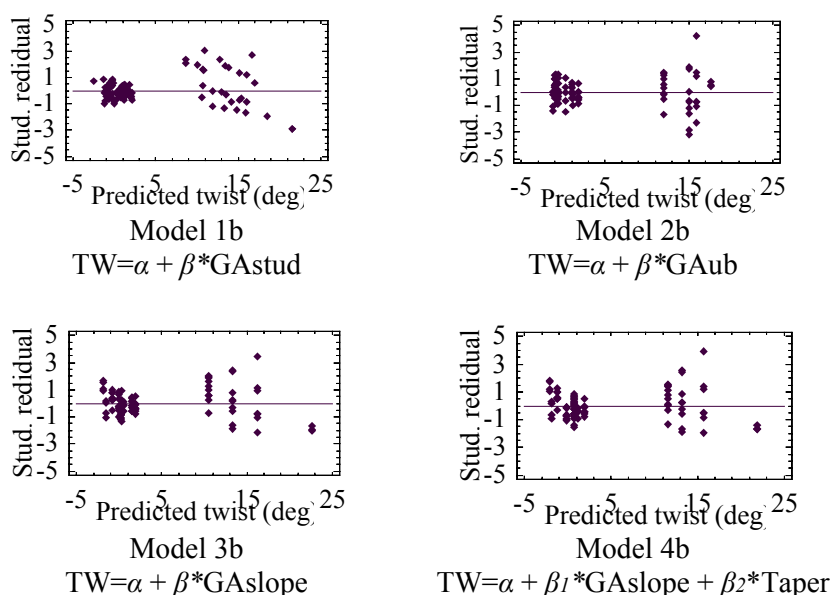 5
3
1
-1
-3
-5
Stud. redidual
-5 5 15 25
Predicted twist (deg)
Model 1b
TW=α + β*GAstud
5
3
1
-1
-3
-5
Stud. redidual
-5 5 15 25
Predicted twist (deg)
Model 2b
TW=α + β*GAub
5
3
1
-1
-3
-5
Stud. redidual
-5 5 15 25
Predicted twist (deg)
Model 3b
TW=α + β*GAslope
5
3
1
-1
-3
-5
Stud. redidual
-5 5 15 25
Predicted twist (deg)
Model 4b
TW=α + β1*GAslope + β2*Taper